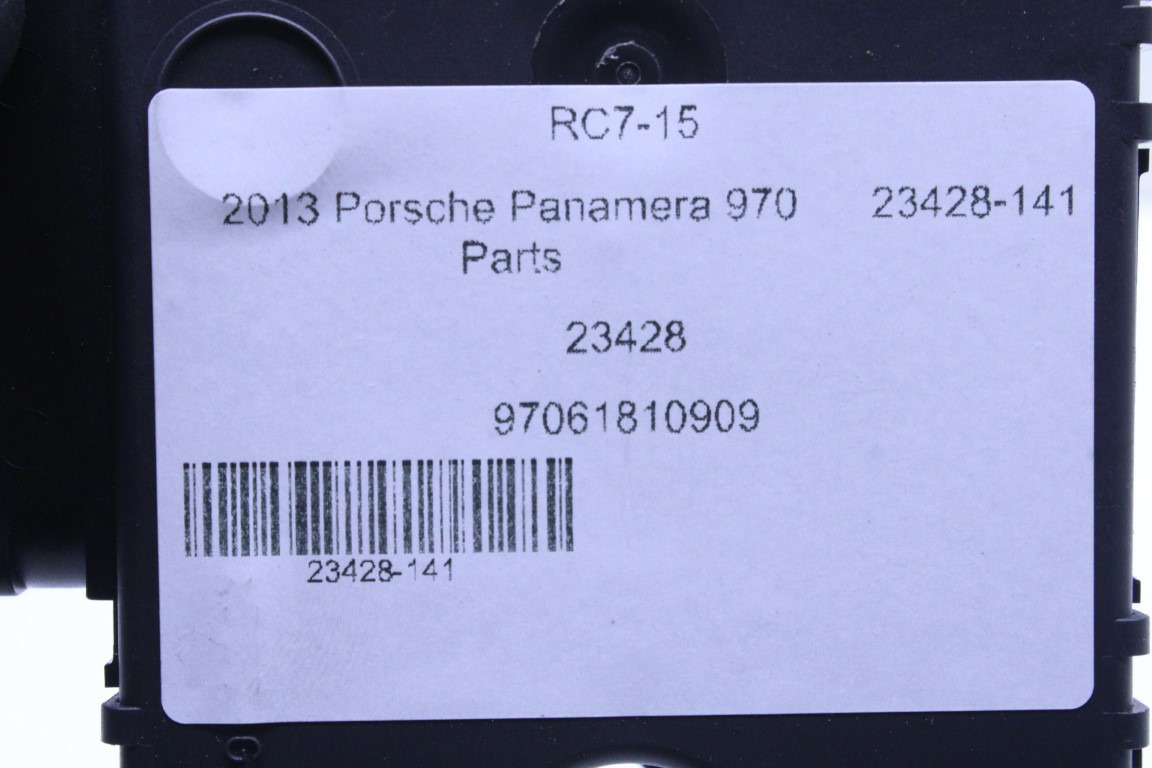 RC7-15
2013 Porsche Panamera 970 23428-141
Parts
23428
97061810909
23428-141
G